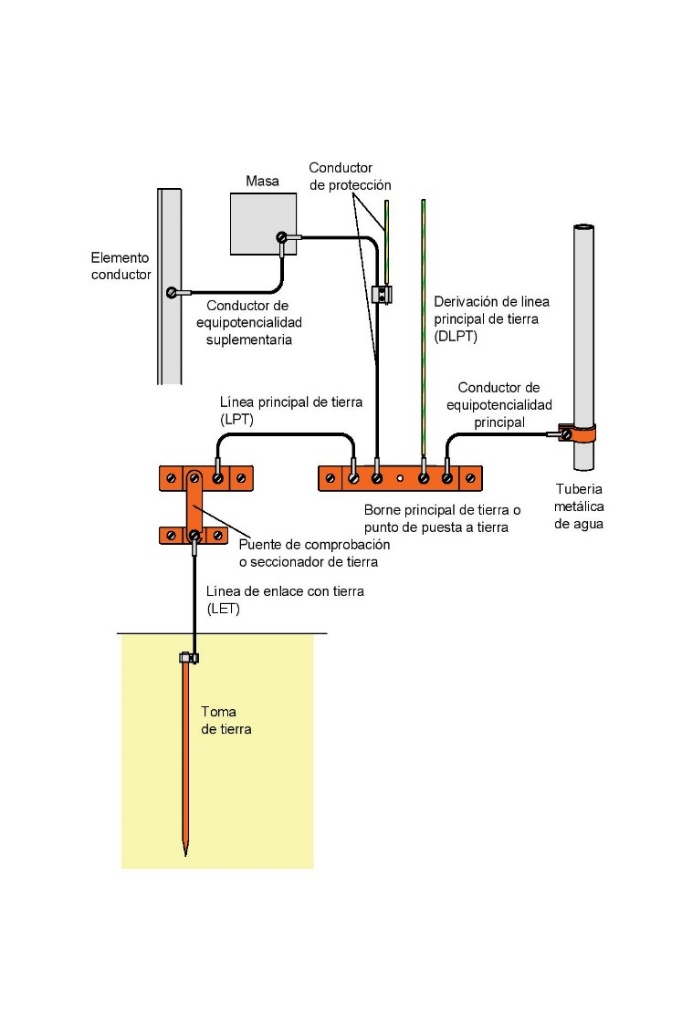 Conductor
de protección
Masa
Elemento
conductor
Conductor de
equipotencialidad
suplementaria
Derivación de línea
principal de tierra
(DLPT)
Conductor de
equipotencialidad
principal
Línea principal de tierra
(LPT)
Borne principal de tierra o
punto de puesta a tierra
Tubería
metálica
de agua
Puente de comprobación
o seccionador de tierra
Línea de enlace con tierra
(LET)
Toma
de tierra